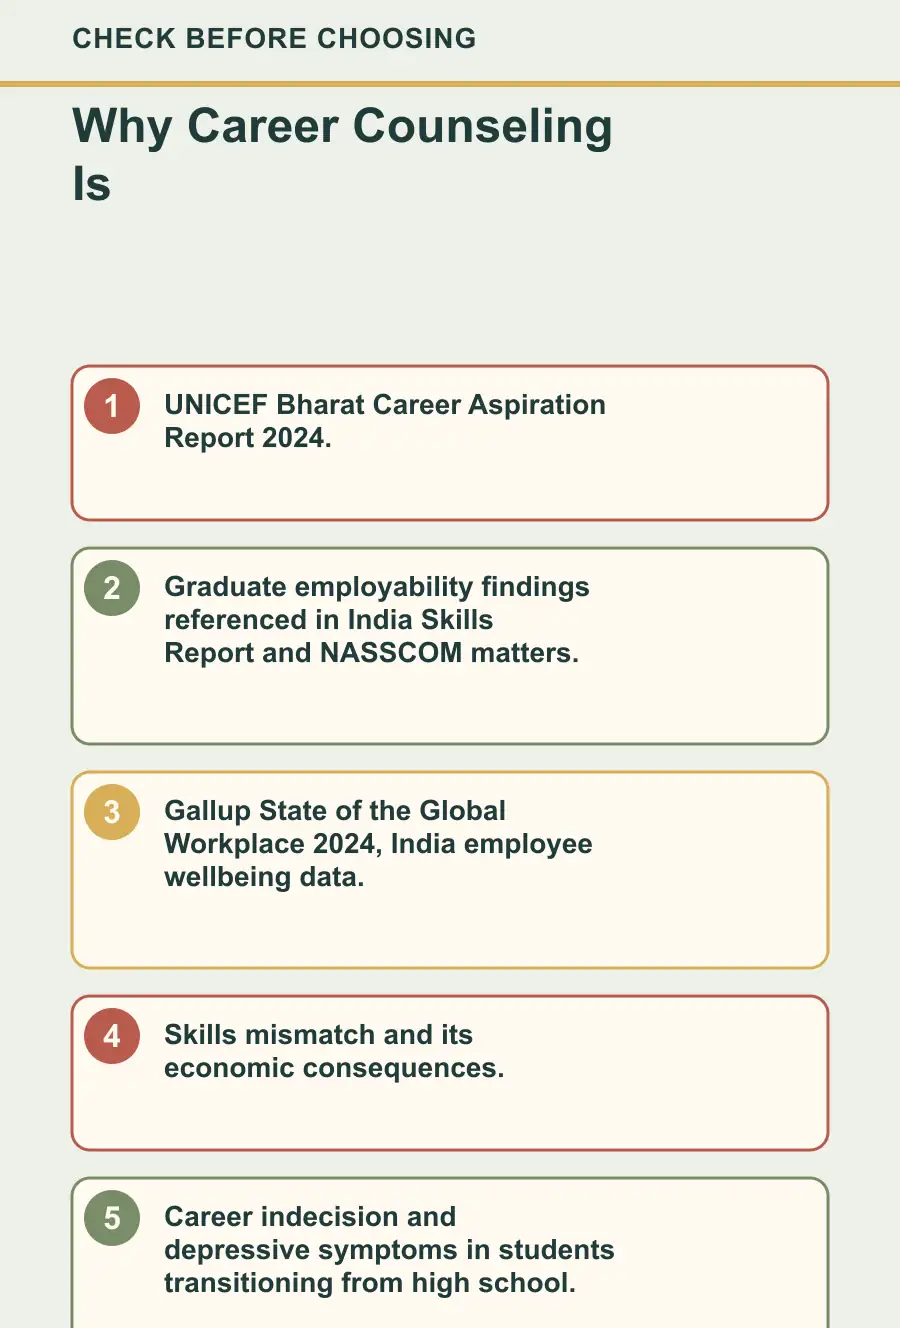 CHECK BEFORE CHOOSING
Why Career Counseling
Is
1
UNICEF Bharat Career Aspiration
Report 2024.
2
Graduate employability findings
referenced in India Skills
Report and NASSCOM matters.
3
Gallup State of the Global
Workplace 2024, India employee
wellbeing data.
4
Skills mismatch and its
economic consequences.
5
Career indecision and
depressive symptoms in students
transitioning from high school.